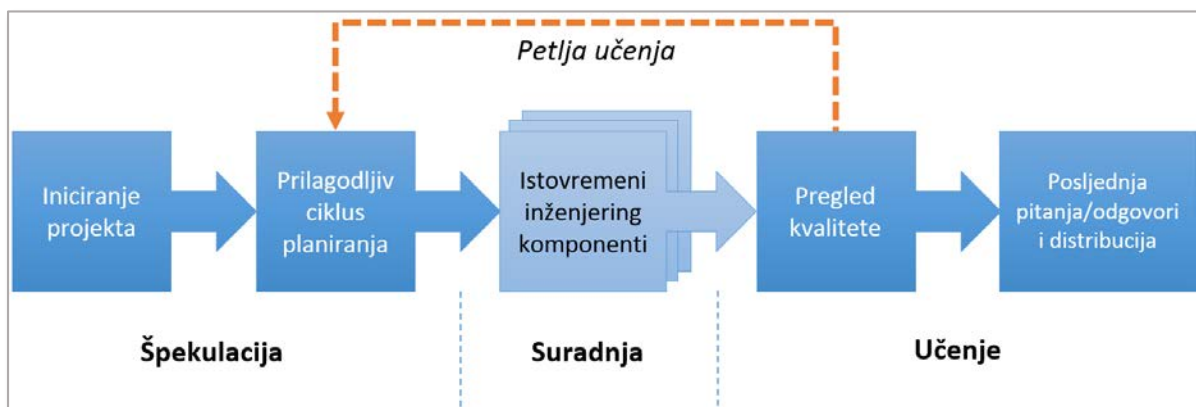 Petlja učenja
Iniciranje
projekta
Prilagodljiv
ciklus
planiranja
Istovremeni
inženjering
komponenti
Pregled
kvalitete
Posljednja
pitanja/odgovori
i distribucija
Špekulacija
Suradnja
Učenje